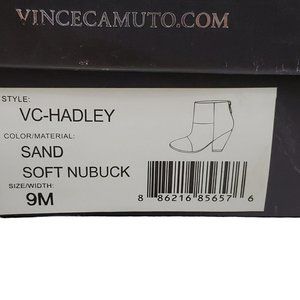 VINCECAMUTO.COM
STYLE:
VC-HADLEY
COLOR/MATERIAL:
SAND
SOFT NUBUCK
SIZE/WIDTH:
9M
8 86216 85657 6